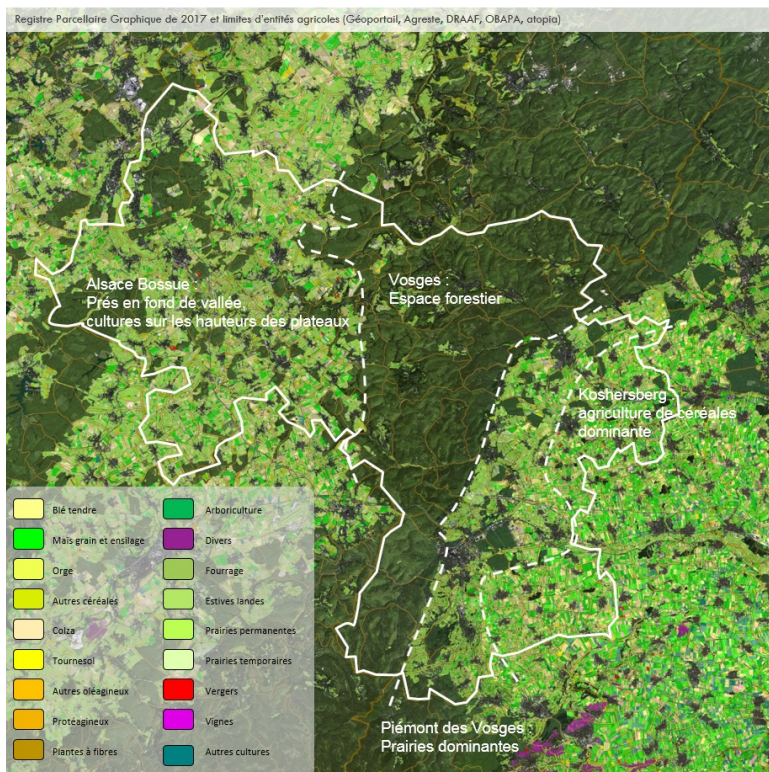 Registre Parcellaire Graphique de 2017 et limites d'entités agricoles (Géoportail, Agreste, DRAAF, OBAPA, atopia)
Alsace Bossue :
Prés en fond de vallée,
cultures sur les hauteurs des plateaux
Vosges :
Espace forestier
Koshersberg :
agriculture de céréales
dominante
Piémont des Vosges :
Prairies dominantes
Blé tendre
Maïs grain et ensilage
Orge
Autres céréales
Colza
Tournesol
Autres oléagineux
Protéagineux
Plantes à fibres
Arboriculture
Divers
Fourrage
Estives landes
Prairies permanentes
Prairies temporaires
Vergers
Vignes
Autres cultures